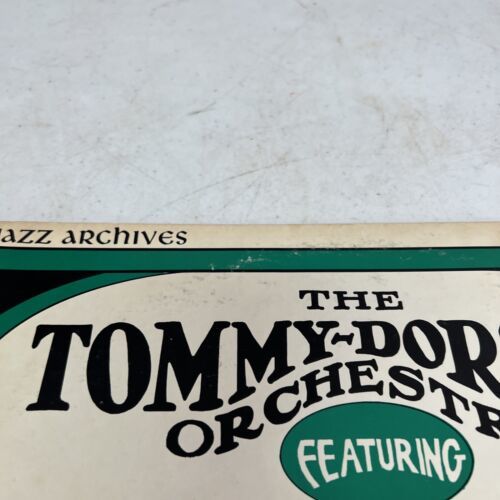 JAZZ ARCHIVES
THE
TOMMY-DORS
ORCHESTR
FEATURING